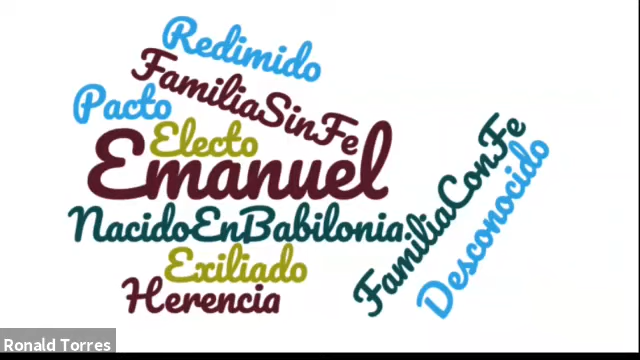 Redimido
FamiliaSinFe
Pacto
Electo
Emanuel
NacidoEnBabilonia.
Exiliado
Herencia
FamiliaConFe
Desconocido
Ronald Torres